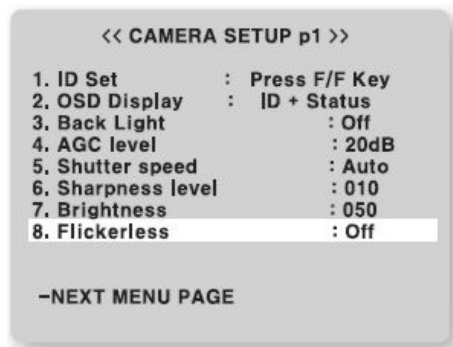 << CAMERA SETUP p1 >>
1. ID Set : Press F/F Key
2. OSD Display : ID + Status
3. Back Light : Off
4. AGC level : 20dB
5. Shutter speed : Auto
6. Sharpness level : 010
7. Brightness : 050
8. Flickerless : Off
-NEXT MENU PAGE